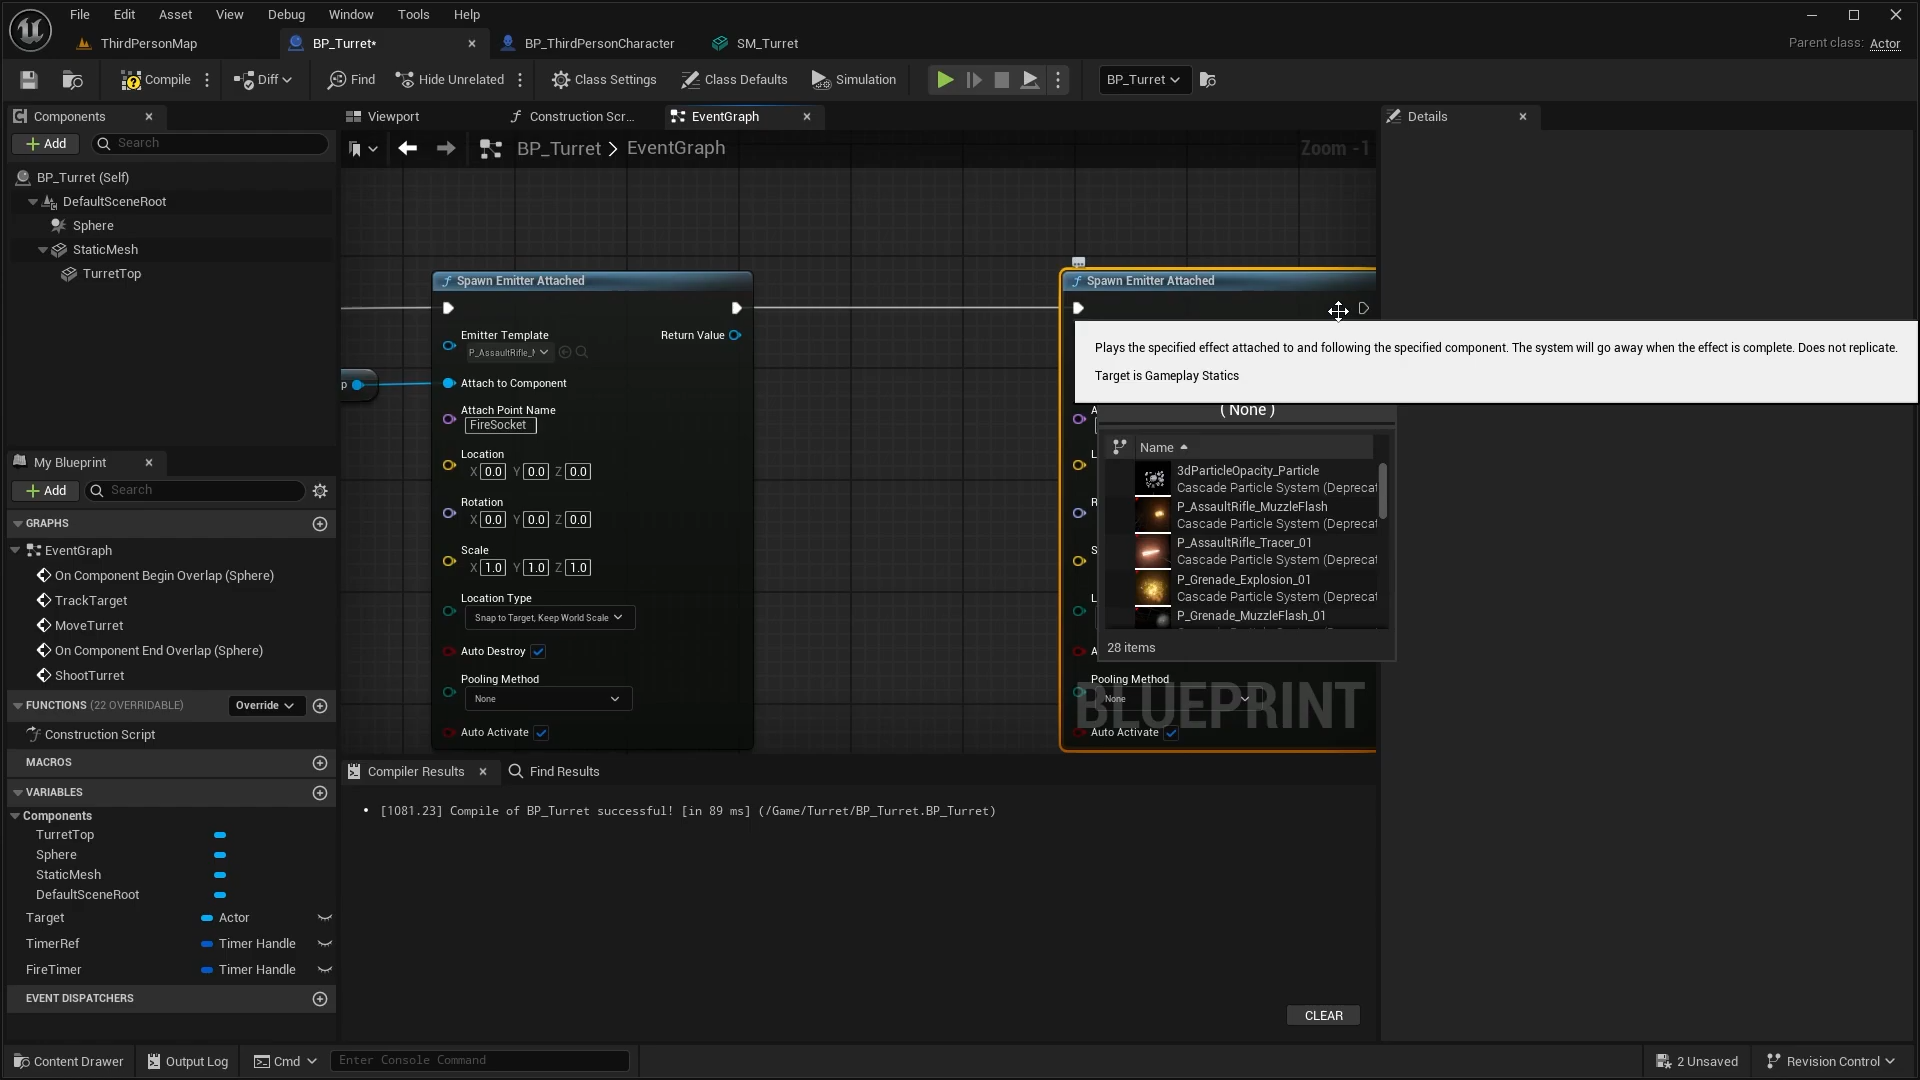 File Edit Asset View Window Debug Tools Help
ThirdPersonMap
BP_Turret*
BP_ThirdPersonCharacter
SM_Turret
Parent class: Actor
Compile
Diff
Find
Hide Unrelated
Class Settings
Class Defaults
Simulation
BP_Turret
Components
Add
Search
BP_Turret (Self)
DefaultSceneRoot
Sphere
StaticMesh
TurretTop
Viewport
Construction Scr...
EventGraph
BP_Turret > EventGraph
Zoom -1
Details
Spawn Emitter Attached
Emitter Template
P_AssaultRifle_
Return Value
Attach to Component
Attach Point Name
FireSocket
Location
X 0.0 Y 0.0 Z 0.0
Rotation
X 0.0 Y 0.0 Z 0.0
Scale
X 1.0 Y 1.0 Z 1.0
Location Type
Snap to Target, Keep World Scale
Auto Destroy
Pooling Method
None
Auto Activate
p
Spawn Emitter Attached
Plays the specified effect attached to and following the specified component. The system will go away when the effect is complete. Does not replicate.
Target is Gameplay Statics
( None )
Name
3dParticleOpacity_Particle
Cascade Particle System (Deprecat
P_AssaultRifle_MuzzleFlash
Cascade Particle System (Deprecat
P_AssaultRifle_Tracer_01
Cascade Particle System (Deprecat
P_Grenade_Explosion_01
Cascade Particle System (Deprecat
P_Grenade_MuzzleFlash_01
28 items
Pooling Method
None
Auto Activate
BLUEPRINT
My Blueprint
Add
Search
GRAPHS
EventGraph
On Component Begin Overlap (Sphere)
TrackTarget
MoveTurret
On Component End Overlap (Sphere)
ShootTurret
FUNCTIONS (22 OVERRIDABLE)
Override
Construction Script
MACROS
VARIABLES
Components
TurretTop
Sphere
StaticMesh
DefaultSceneRoot
Target Actor
TimerRef Timer Handle
FireTimer Timer Handle
EVENT DISPATCHERS
Compiler Results
Find Results
[1081.23] Compile of BP_Turret successful! [in 89 ms] (/Game/Turret/BP_Turret.BP_Turret)
CLEAR
Content Drawer
Output Log
Cmd
Enter Console Command
2 Unsaved
Revision Control